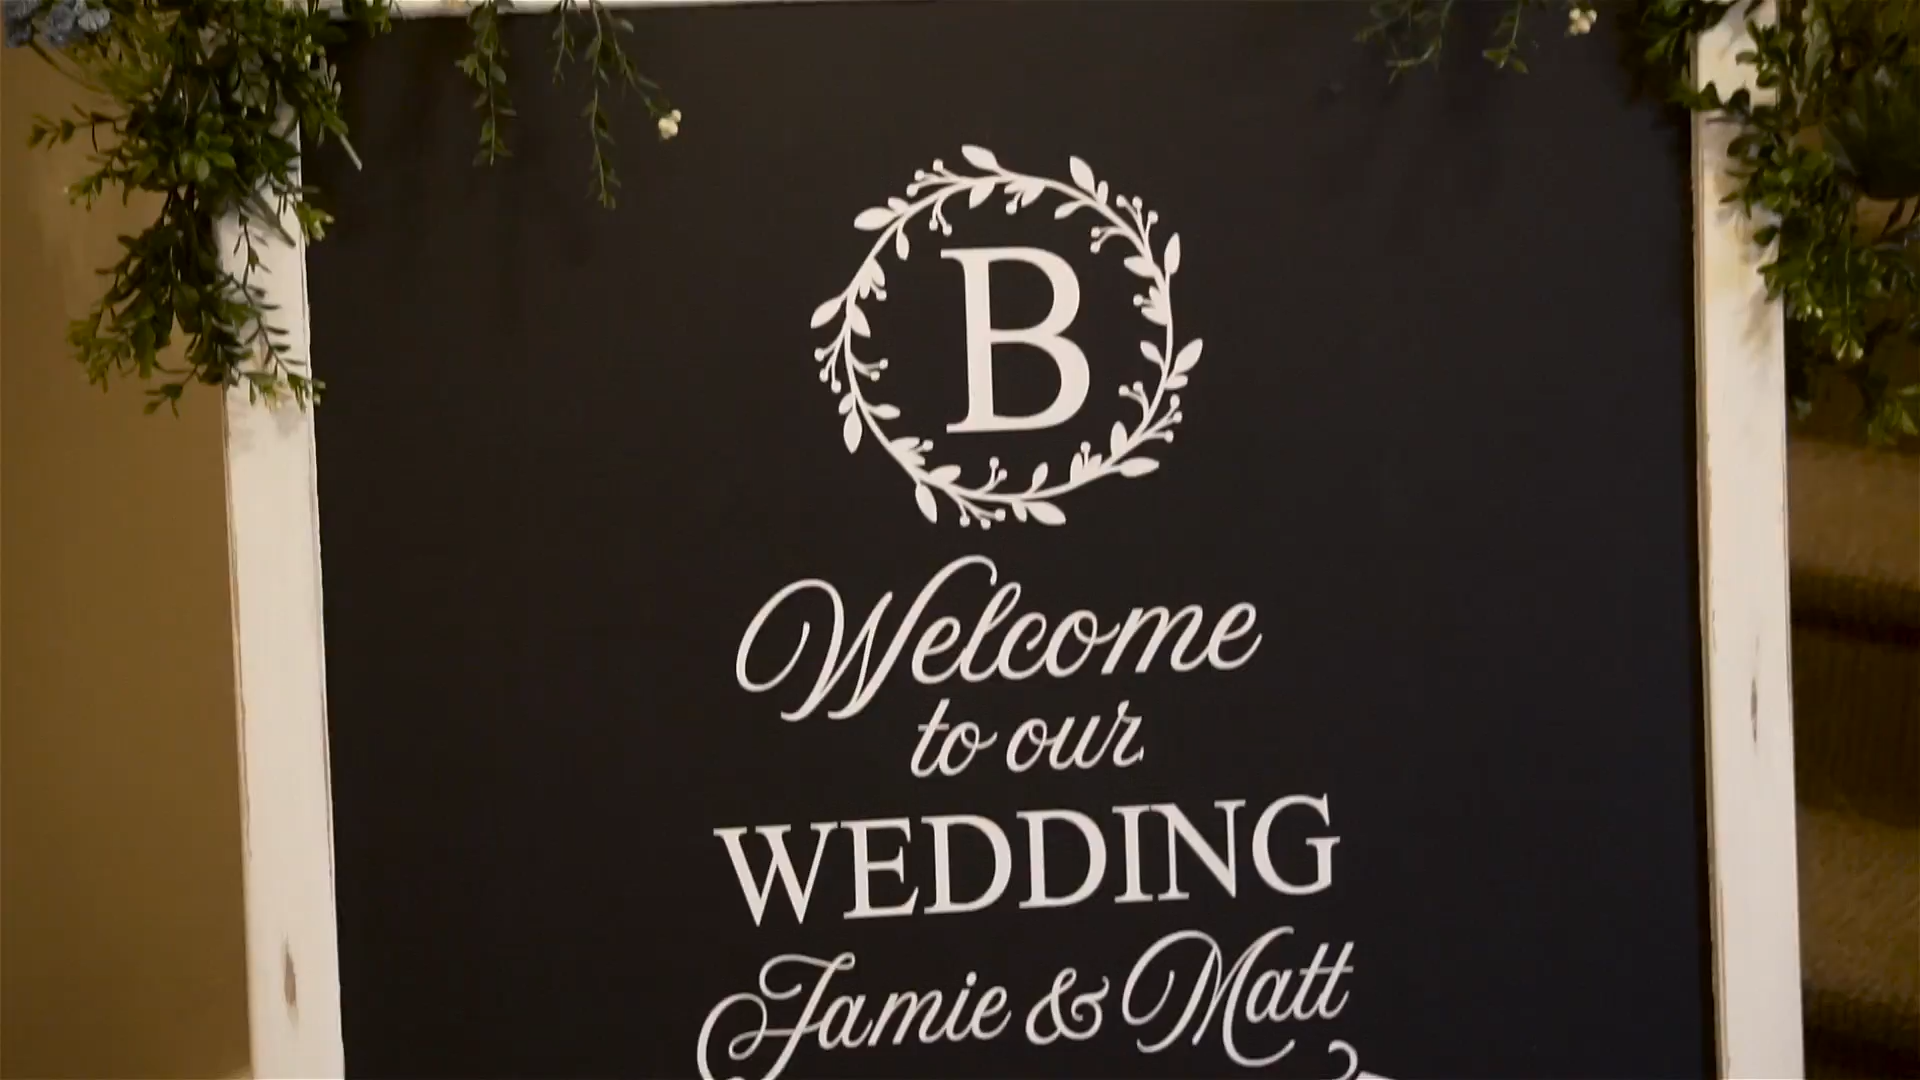 B
Welcome
to our
WEDDING
Jamie & Matt